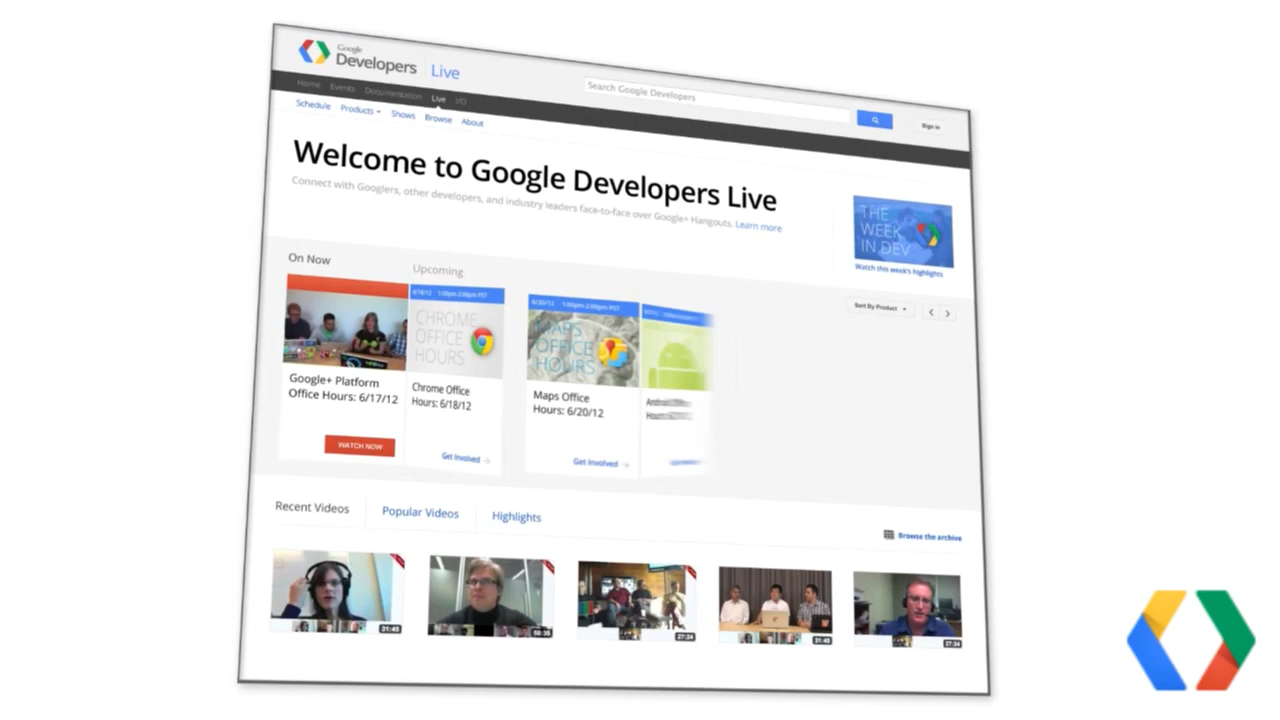 Google
Developers
Live
Search Google Developers
Sign in
Home Events Documentation Live I/O
Schedule Products Shows Browse About
Welcome to Google Developers Live
Connect with Googlers, other developers, and industry leaders face-to-face over Google+ Hangouts. Learn more
THE
WEEK
IN DEV
Watch this week's highlights
On Now
Upcoming
Sort By Product
6/18/12 1:00pm-2:00pm PST
6/20/12 1:00pm-2:00pm PST
CHROME
OFFICE
HOURS
MAPS
OFFICE
HOURS
Google+ Platform
Office Hours: 6/17/12
Chrome Office
Hours: 6/18/12
Maps Office
Hours: 6/20/12
WATCH NOW
Get Involved
Get Involved
Recent Videos
Popular Videos
Highlights
Browse the archive
31:45
58:35
27:24
31:45
27:24